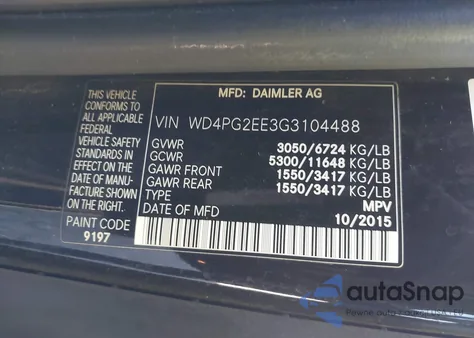 MFD: DAIMLER AG
THIS VEHICLE
CONFORMS TO
ALL APPLICABLE
FEDERAL
VEHICLE SAFETY
STANDARDS IN
EFFECT ON THE
DATE OF MANU-
FACTURE SHOWN
ON THE RIGHT.
PAINT CODE
9197
VIN WD4PG2EE3G3104488
GVWR 3050/6724 KG/LB
GCWR 5300/11648 KG/LB
GAWR FRONT 1550/3417 KG/LB
GAWR REAR 1550/3417 KG/LB
TYPE MPV
DATE OF MFD 10/2015
autoSnap
Pewne auta z